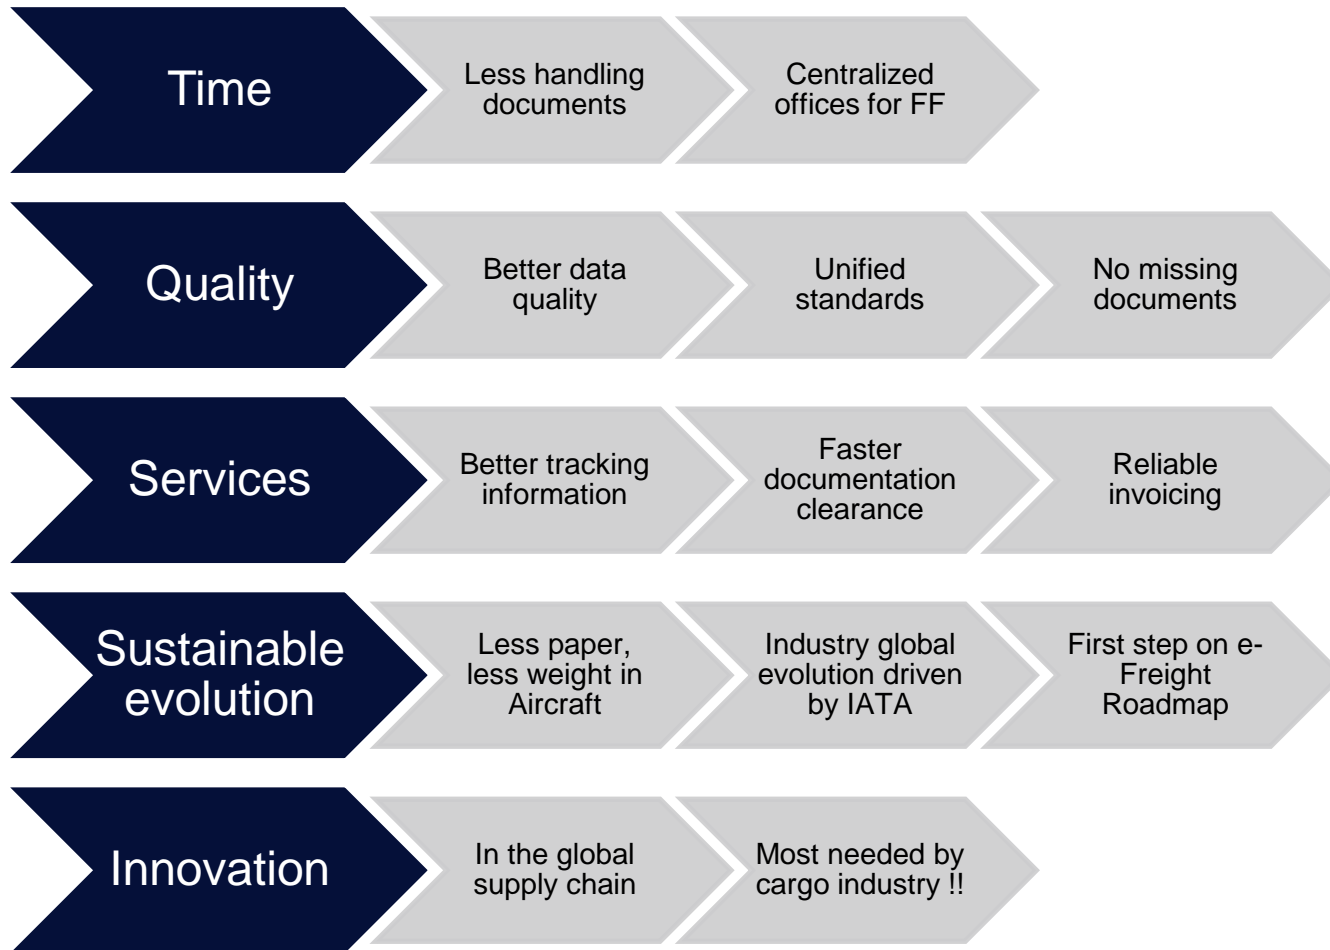 Time
Less handling
documents
Centralized
offices for FF
Quality
Better data
quality
Unified
standards
No missing
documents
Services
Better tracking
information
Faster
documentation
clearance
Reliable
invoicing
Sustainable
evolution
Less paper,
less weight in
Aircraft
Industry global
evolution driven
by IATA
First step on e-
Freight
Roadmap
Innovation
In the global
supply chain
Most needed by
cargo industry !!